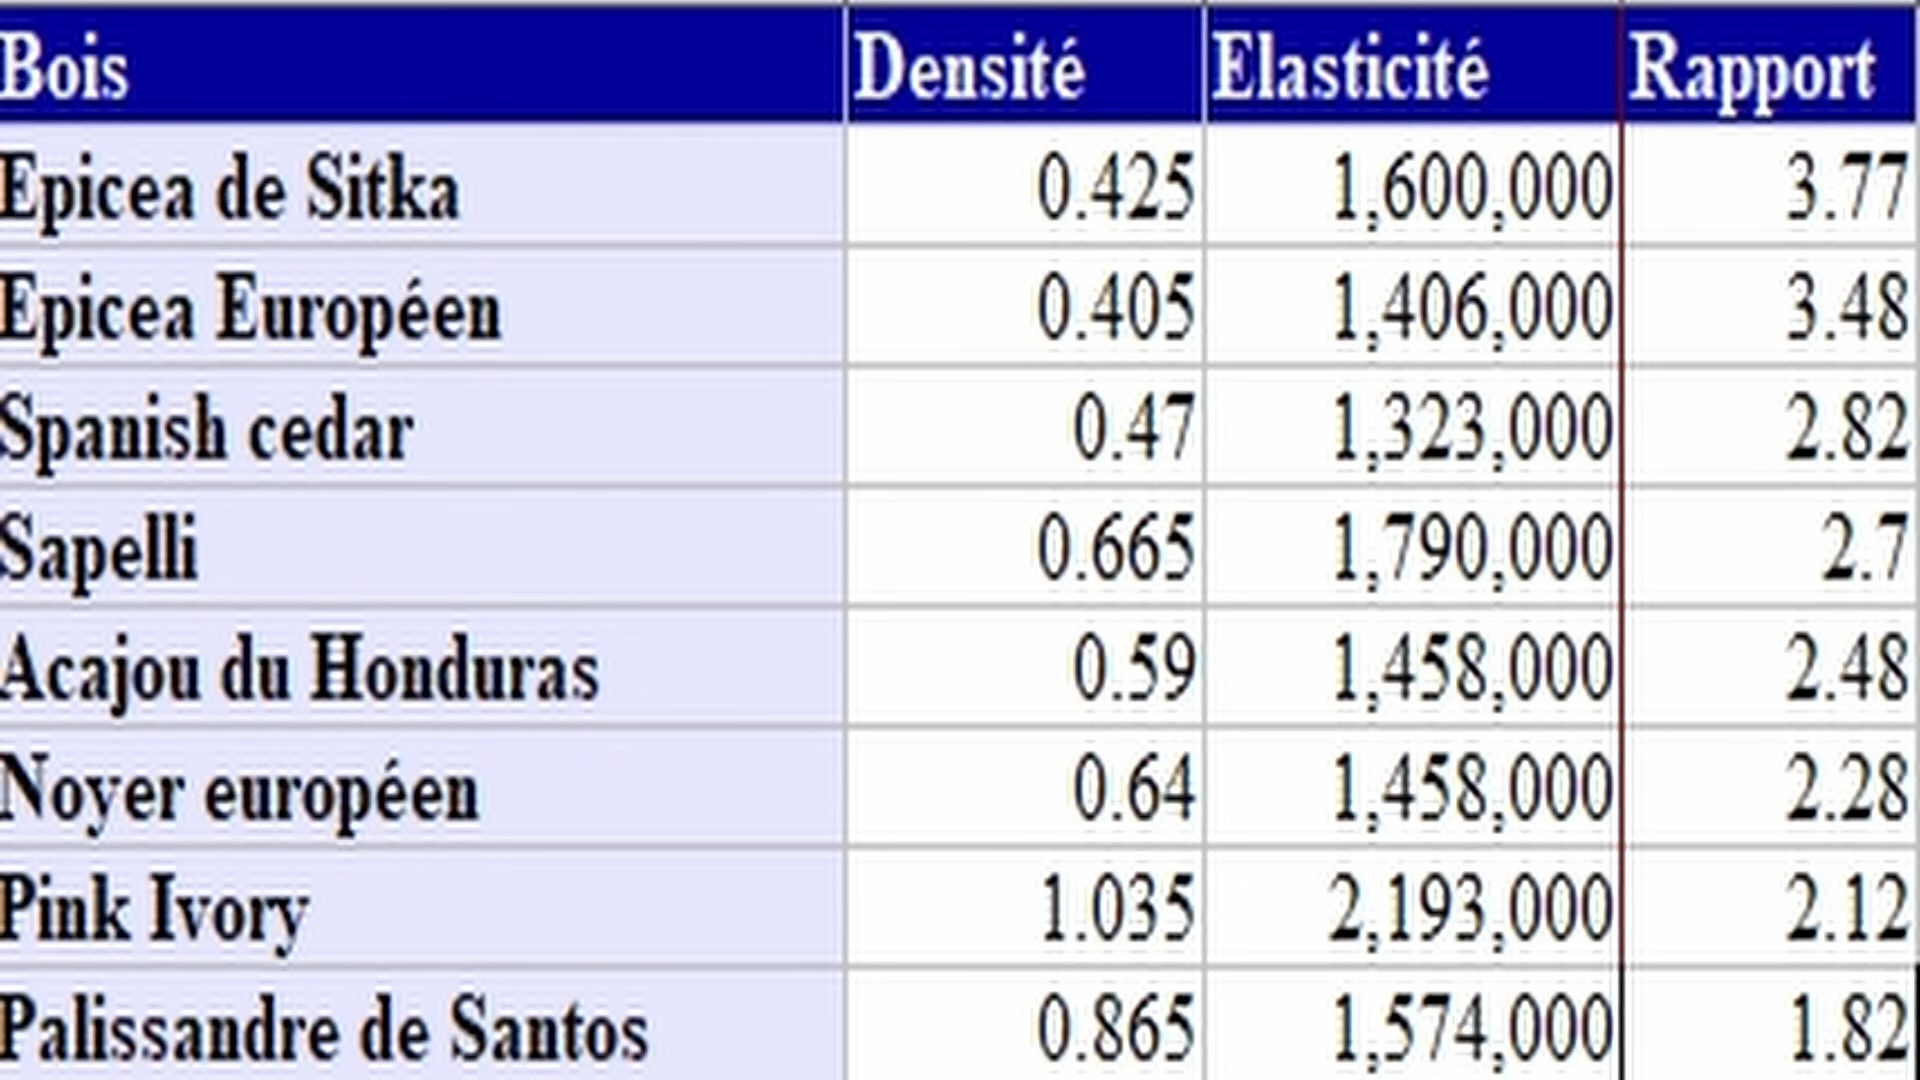 Bois Densité Elasticité Rapport
Epicea de Sitka 0.425 1,600,000 3.77
Epicea Européen 0.405 1,406,000 3.48
Spanish cedar 0.47 1,323,000 2.82
Sapelli 0.665 1,790,000 2.7
Acajou du Honduras 0.59 1,458,000 2.48
Noyer européen 0.64 1,458,000 2.28
Pink Ivory 1.035 2,193,000 2.12
Palissandre de Santos 0.865 1,574,000 1.82